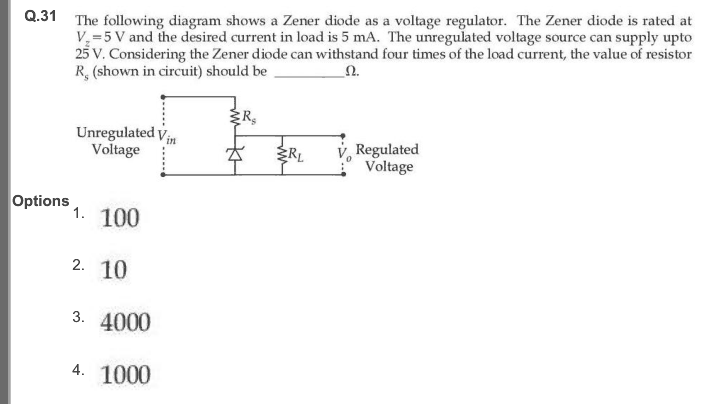 Q.31 The following diagram shows a Zener diode as a voltage regulator. The Zener diode is rated at
V_z=5 V and the desired current in load is 5 mA. The unregulated voltage source can supply upto
25 V. Considering the Zener diode can withstand four times of the load current, the value of resistor
R_s (shown in circuit) should be ________Ω.
R_s
Unregulated V_in
Voltage
R_L
V_o Regulated
Voltage
Options
1. 100
2. 10
3. 4000
4. 1000